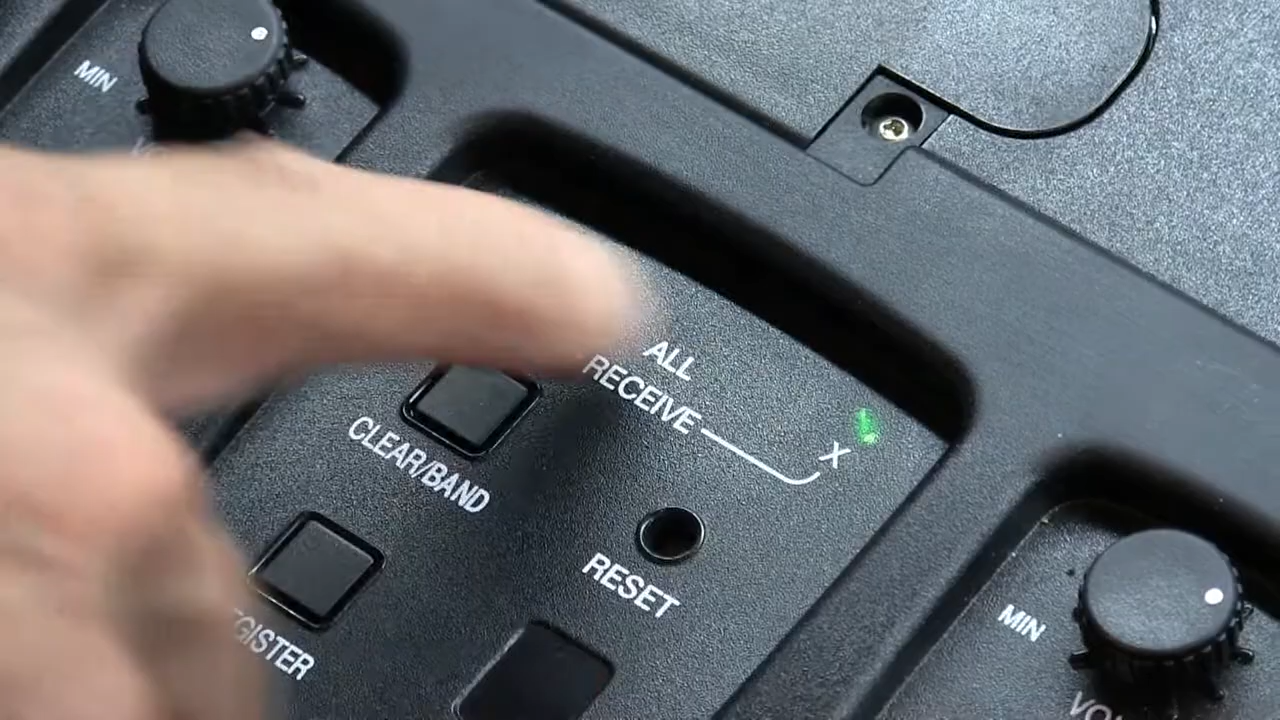 MIN
ALL
RECEIVE
X
CLEAR/BAND
RESET
MIN